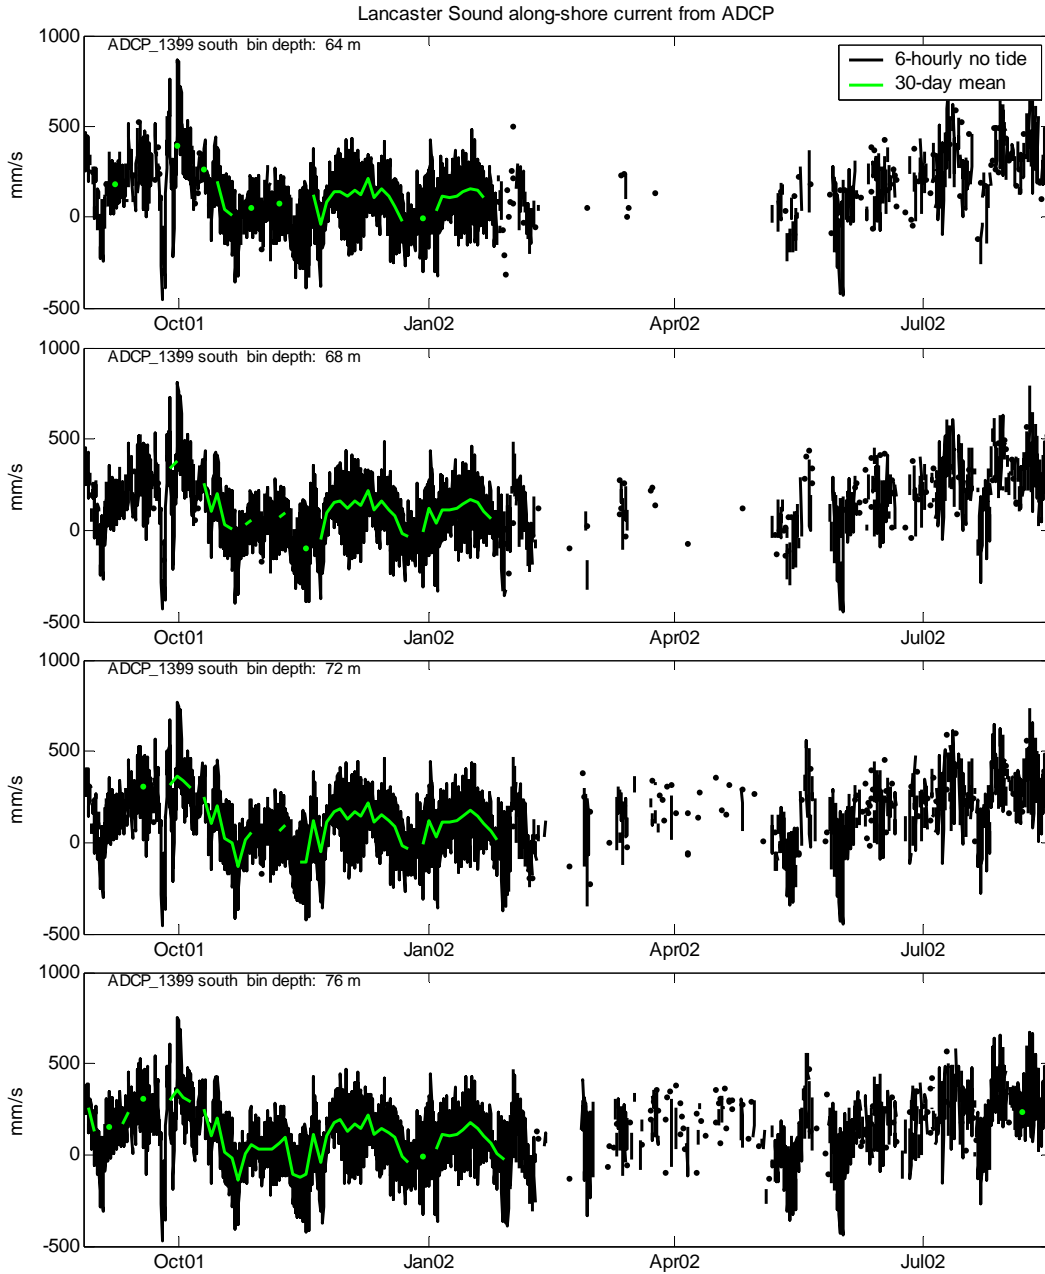 Lancaster Sound along-shore current from ADCP
1000
500
0
-500
mm/s
ADCP_1399 south bin depth: 64 m
6-hourly no tide
30-day mean
Oct01
Jan02
Apr02
Jul02
1000
500
0
-500
mm/s
ADCP_1399 south bin depth: 68 m
Oct01
Jan02
Apr02
Jul02
1000
500
0
-500
mm/s
ADCP_1399 south bin depth: 72 m
Oct01
Jan02
Apr02
Jul02
1000
500
0
-500
mm/s
ADCP_1399 south bin depth: 76 m
Oct01
Jan02
Apr02
Jul02